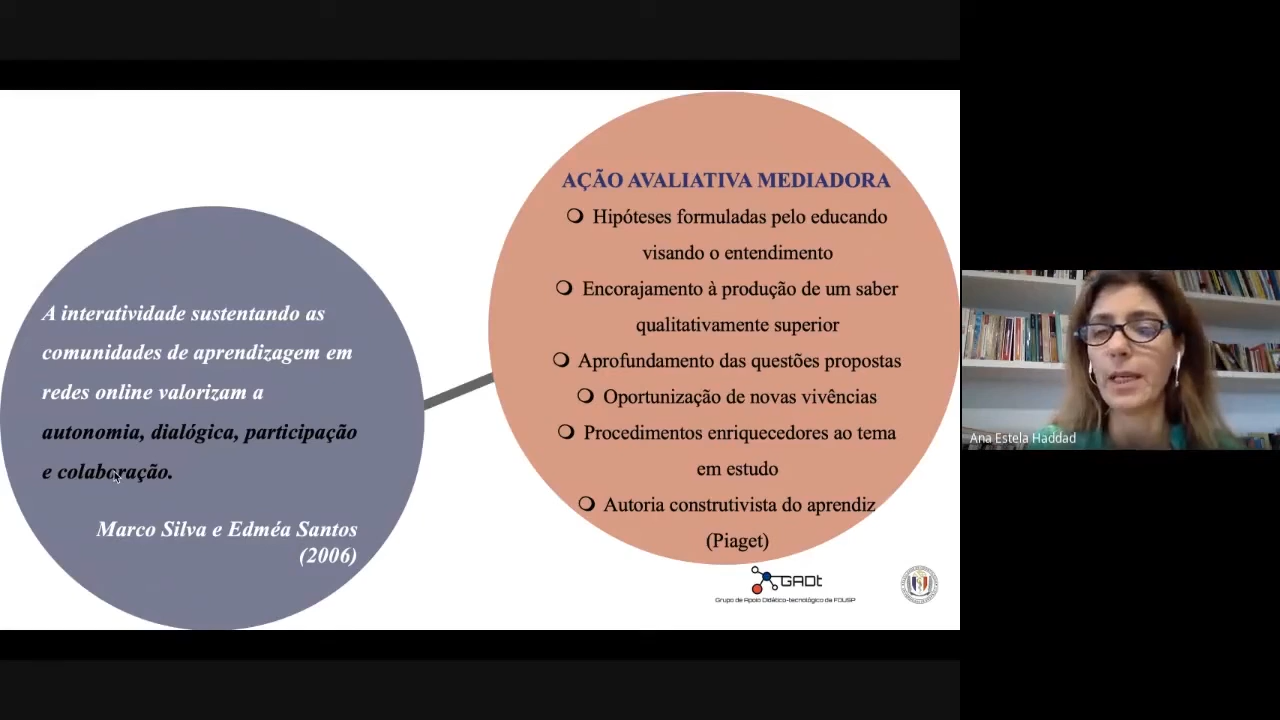 A interatividade sustentando as
comunidades de aprendizagem em
redes online valorizam a
autonomia, dialógica, participação
e colaboração.
Marco Silva e Edméa Santos
(2006)
AÇÃO AVALIATIVA MEDIADORA
Hipóteses formuladas pelo educando
visando o entendimento
Encorajamento à produção de um saber
qualitativamente superior
Aprofundamento das questões propostas
Oportunização de novas vivências
Procedimentos enriquecedores ao tema
em estudo
Autoria construtivista do aprendiz
(Piaget)
GADt
Grupo de Apoio Didático-tecnológico da FOUSP
Ana Estela Haddad